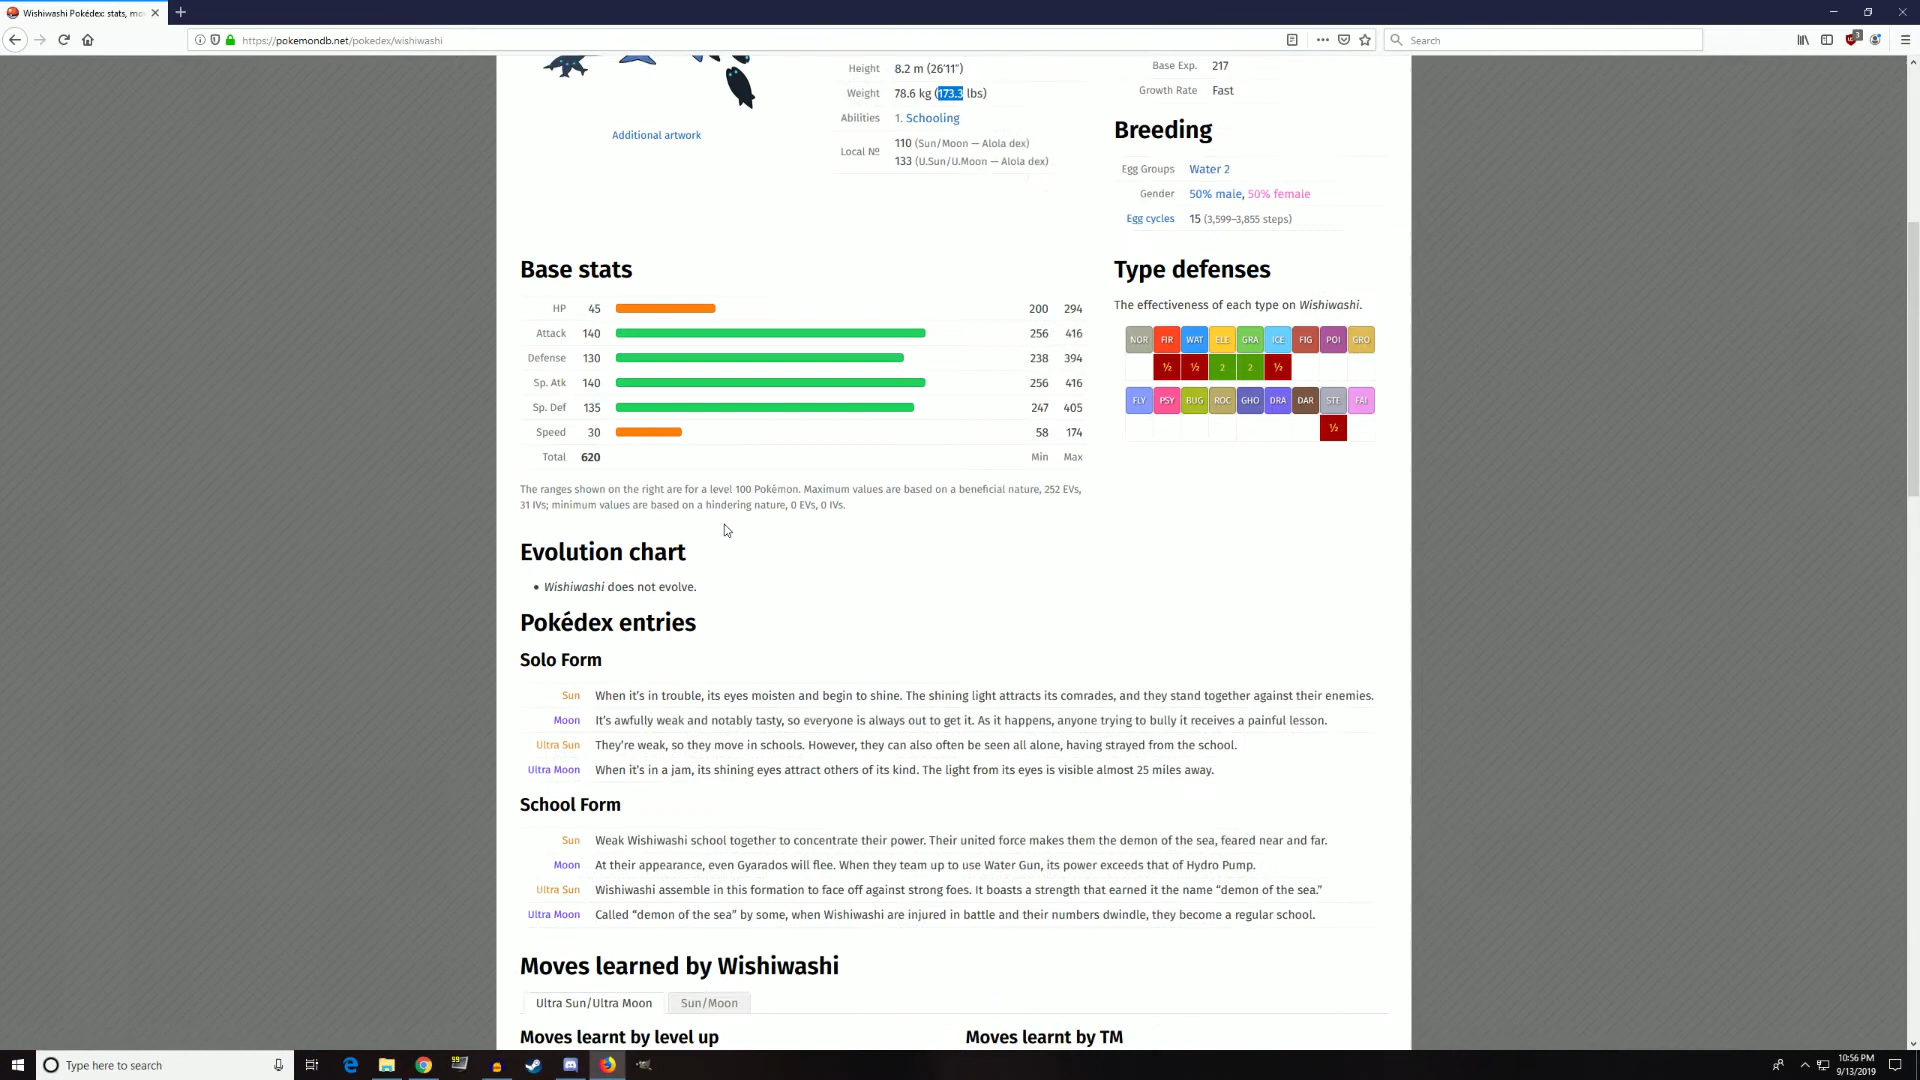 Wishiwashi Pokédex: stats, mo
https://pokemondb.net/pokedex/wishiwashi
Search
3
Additional artwork
Height 8.2 m (26′11″)
Weight 78.6 kg (173.3 lbs)
Abilities 1. Schooling
Local № 110 (Sun/Moon — Alola dex)
133 (U.Sun/U.Moon — Alola dex)
Base Exp. 217
Growth Rate Fast
Breeding
Egg Groups Water 2
Gender 50% male, 50% female
Egg cycles 15 (3,599–3,855 steps)
Base stats
HP 45 200 294
Attack 140 256 416
Defense 130 238 394
Sp. Atk 140 256 416
Sp. Def 135 247 405
Speed 30 58 174
Total 620 Min Max
The ranges shown on the right are for a level 100 Pokémon. Maximum values are based on a beneficial nature, 252 EVs,
31 IVs; minimum values are based on a hindering nature, 0 EVs, 0 IVs.
Type defenses
The effectiveness of each type on Wishiwashi.
NOR FIR WAT ELE GRA ICE FIG POI GRO
½ ½ 2 2 ½
FLY PSY BUG ROC GHO DRA DAR STE FAI
½
Evolution chart
• Wishiwashi does not evolve.
Pokédex entries
Solo Form
Sun When it's in trouble, its eyes moisten and begin to shine. The shining light attracts its comrades, and they stand together against their enemies.
Moon It's awfully weak and notably tasty, so everyone is always out to get it. As it happens, anyone trying to bully it receives a painful lesson.
Ultra Sun They're weak, so they move in schools. However, they can also often be seen all alone, having strayed from the school.
Ultra Moon When it's in a jam, its shining eyes attract others of its kind. The light from its eyes is visible almost 25 miles away.
School Form
Sun Weak Wishiwashi school together to concentrate their power. Their united force makes them the demon of the sea, feared near and far.
Moon At their appearance, even Gyarados will flee. When they team up to use Water Gun, its power exceeds that of Hydro Pump.
Ultra Sun Wishiwashi assemble in this formation to face off against strong foes. It boasts a strength that earned it the name “demon of the sea.”
Ultra Moon Called “demon of the sea” by some, when Wishiwashi are injured in battle and their numbers dwindle, they become a regular school.
Moves learned by Wishiwashi
Ultra Sun/Ultra Moon Sun/Moon
Moves learnt by level up Moves learnt by TM
Type here to search
10:56 PM
9/13/2019